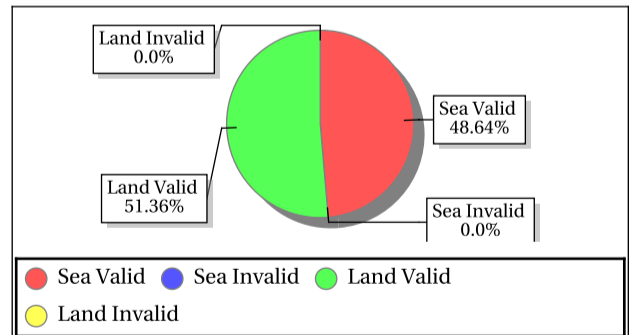 Land Invalid
0.0%
Sea Valid
48.64%
Land Valid
51.36%
Sea Invalid
0.0%
Sea Valid Sea Invalid Land Valid
Land Invalid